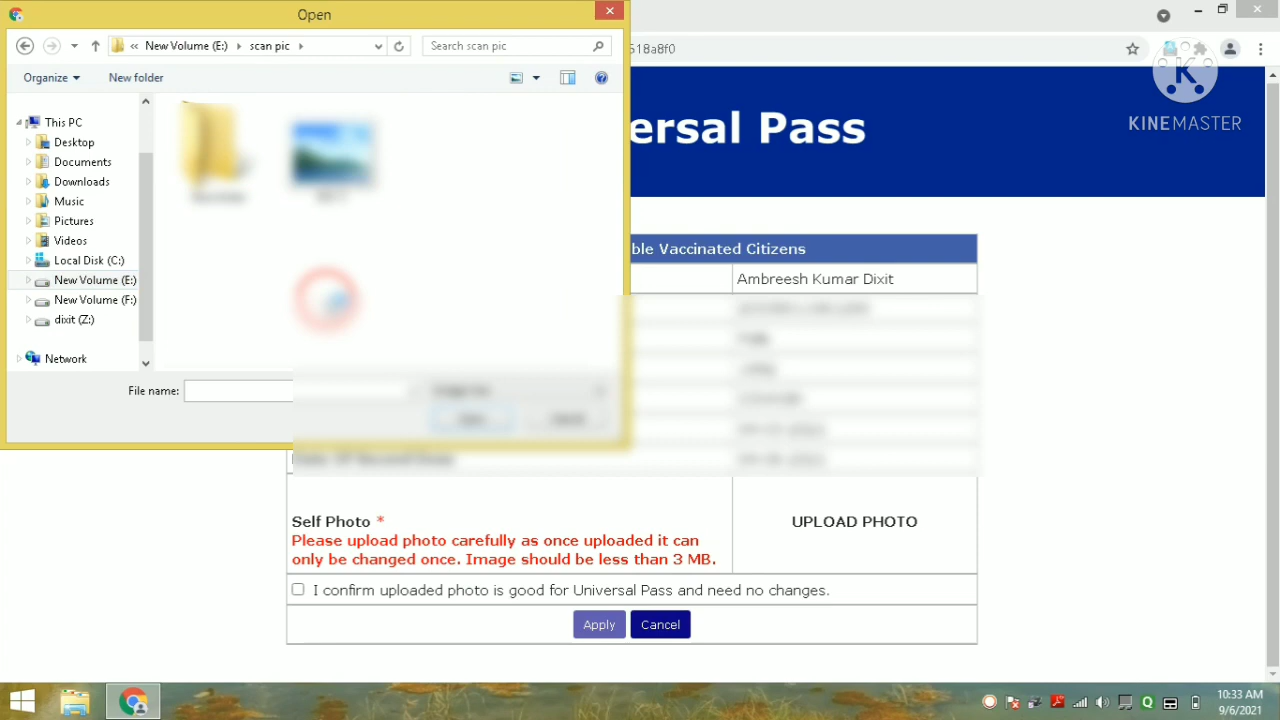 Open
New Volume (E:)
scan pic
Search scan pic
618a8f0
Organize
New folder
ersal Pass
KINEMASTER
This PC
Desktop
Documents
Downloads
Music
Pictures
Videos
Local Disk (C:)
New Volume (E:)
New Volume (F:)
dixit (Z:)
Network
File name:
ble Vaccinated Citizens
Ambreesh Kumar Dixit
Self Photo *
Please upload photo carefully as once uploaded it can
only be changed once. Image should be less than 3 MB.
UPLOAD PHOTO
I confirm uploaded photo is good for Universal Pass and need no changes.
Apply
Cancel
10:33 AM
9/6/2021